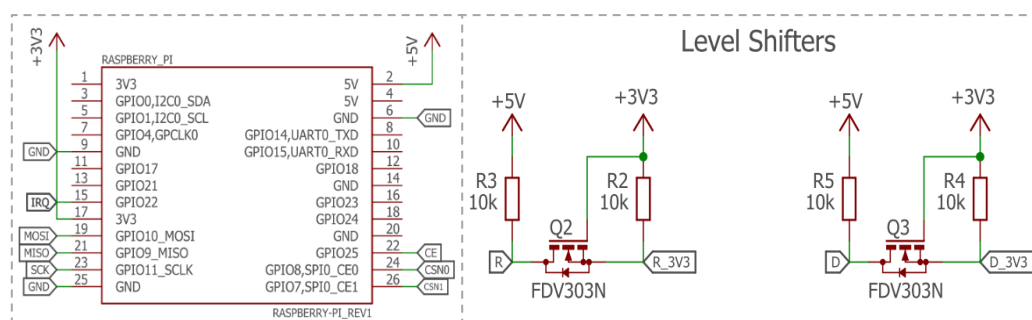 +3V3
RASPBERRY_PI
+5V
1 3V3 5V 2
3 GPIO0,I2C0_SDA 5V 4
5 GPIO1,I2C0_SCL GND 6 GND
7 GPIO4,GPCLK0 GPIO14,UART0_TXD 8
GND 9 GND GPIO15,UART0_RXD 10
11 GPIO17 GPIO18 12
13 GPIO21 GND 14
IRQ 15 GPIO22 GPIO23 16
17 3V3 GPIO24 18
MOSI 19 GPIO10_MOSI GND 20
MISO 21 GPIO9_MISO GPIO25 22 CE
SCK 23 GPIO11_SCLK GPIO8,SPI0_CE0 24 CSN0
GND 25 GND GPIO7,SPI0_CE1 26 CSN1
RASPBERRY-PI_REV1
Level Shifters
+5V +3V3
R3 10k
R2 10k
Q2
R R_3V3
FDV303N
+5V +3V3
R5 10k
R4 10k
Q3
D D_3V3
FDV303N